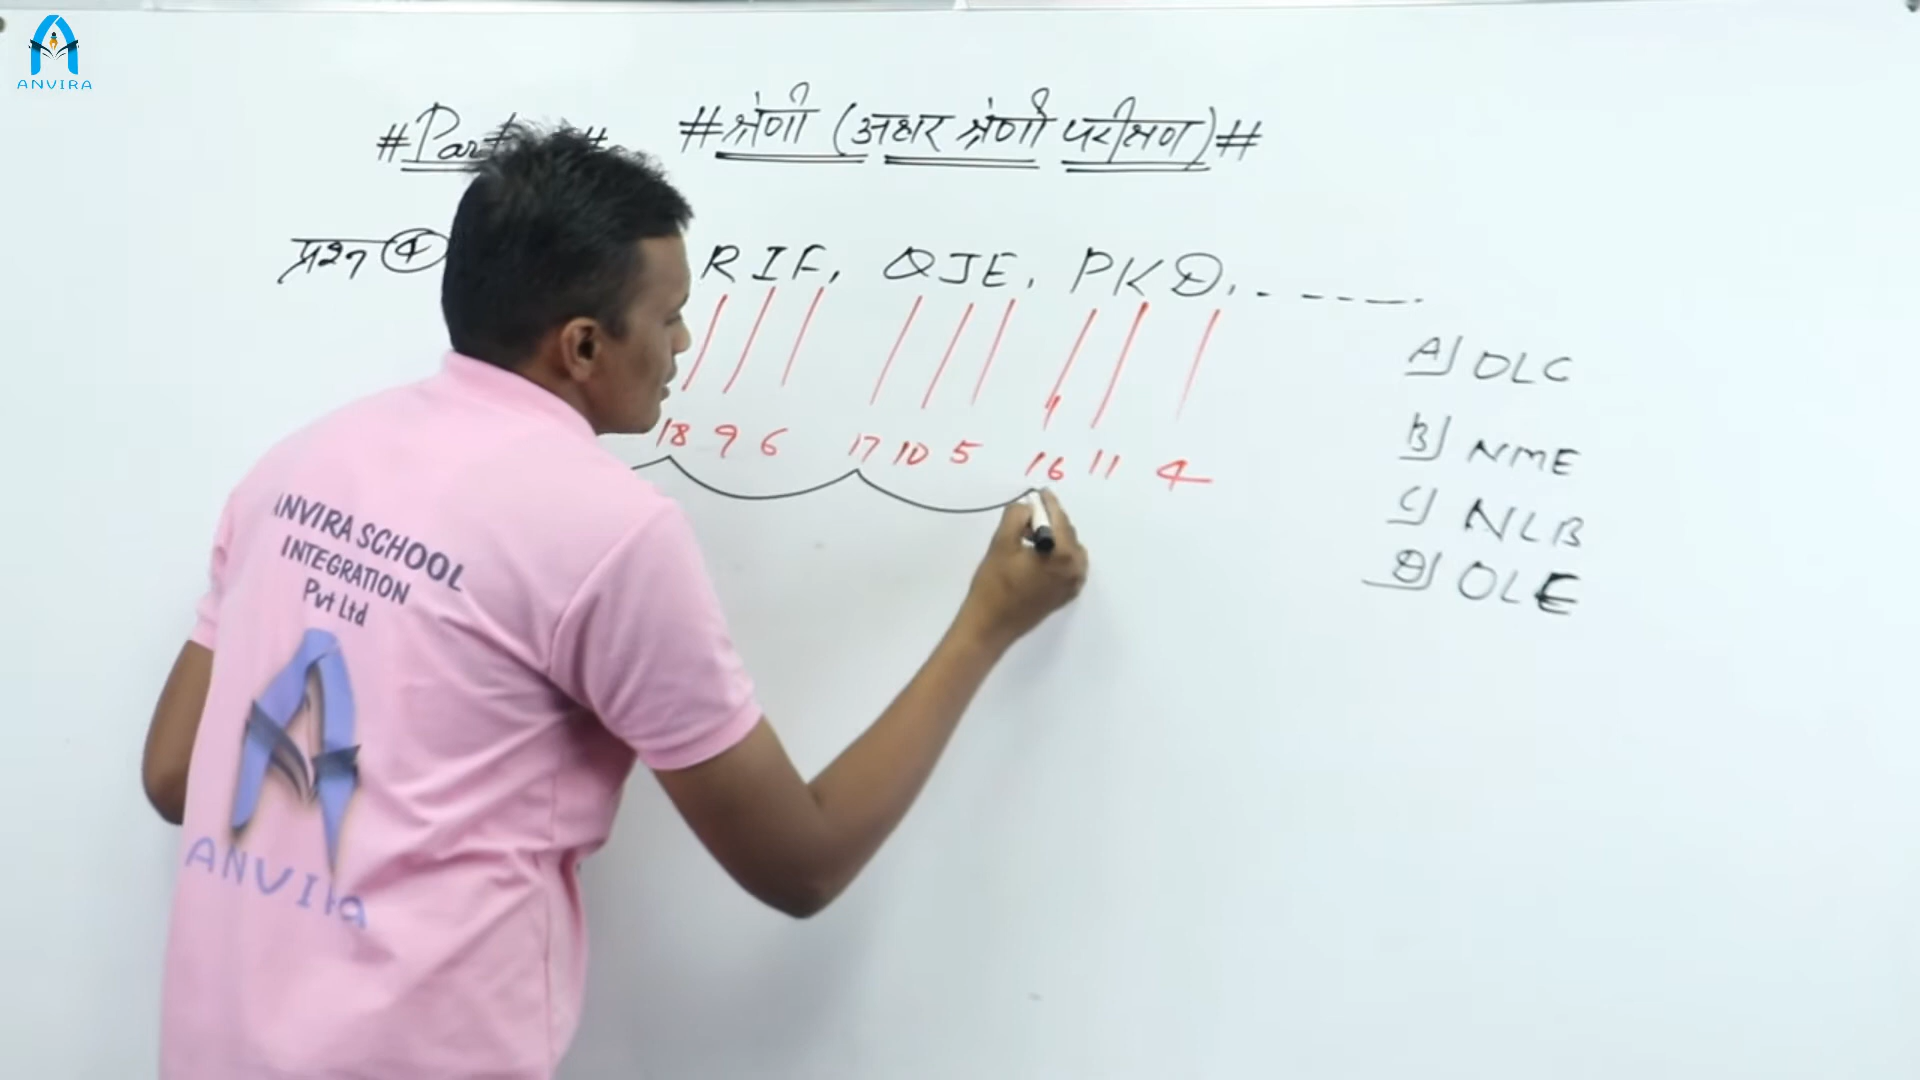 ANVIRA
# श्रेणी (अक्षर श्रेणी परीक्षण) #
प्रश्न 4
RIF, QJE, PKD, - - - -
18 9 6 17 10 5 16 11 4
A) OLC
B) NME
C) NLB
D) OLE
ANVIRA SCHOOL
INTEGRATION
Pvt Ltd
ANVIRA